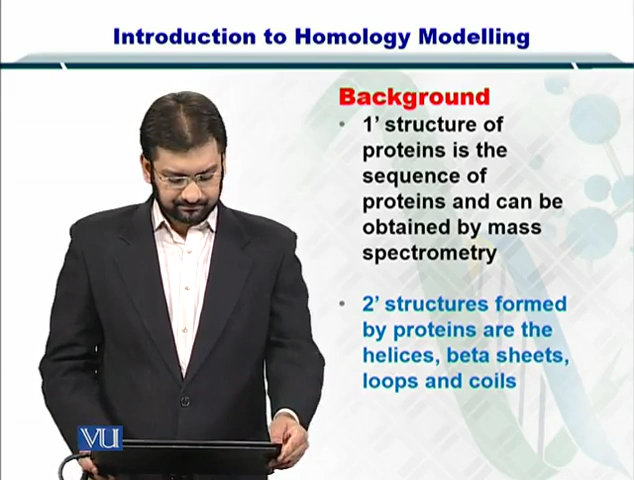 Introduction to Homology Modelling
Background
• 1' structure of
proteins is the
sequence of
proteins and can be
obtained by mass
spectrometry
• 2' structures formed
by proteins are the
helices, beta sheets,
loops and coils
VU